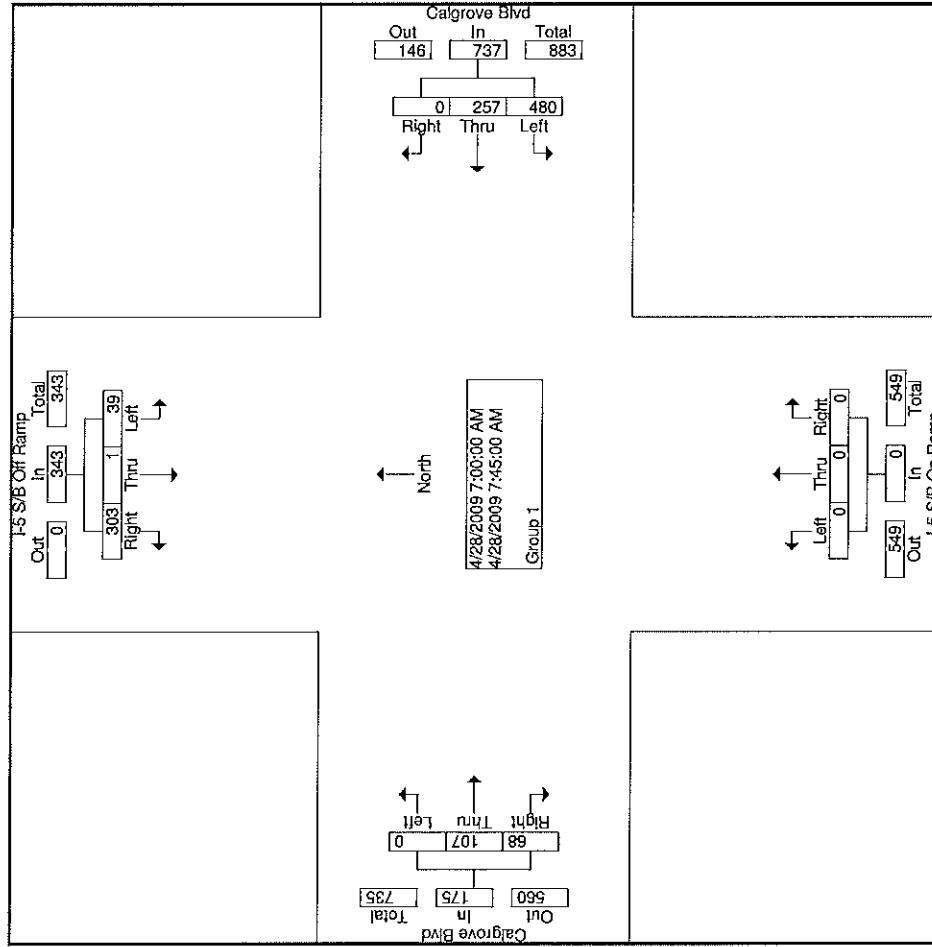 Calgrove Blvd
Out In Total
146 737 883
0 257 480
Right Thru Left
I-5 S/B Off Ramp
Out In Total
0 343 343
303 1 39
Right Thru Left
North
4/28/2009 7:00:00 AM
4/28/2009 7:45:00 AM
Group 1
Left Thru Right
0 0 0
549 0 549
Out In Total
I-5 S/B On Ramp
Left Thru Right
0 107 68
Total In Out
735 175 560
Calgrove Blvd